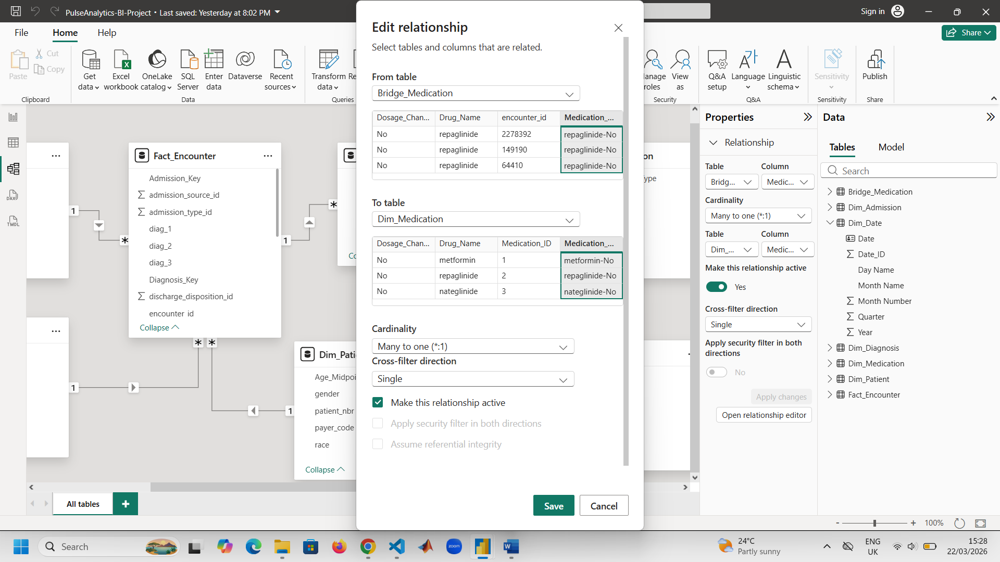 PulseAnalytics-BI-Project • Last saved: Yesterday at 8:02 PM
Sign in
File
Home
Help
Share
Paste
Cut
Copy
Clipboard
Get data
Excel workbook
OneLake catalog
SQL Server
Enter data
Dataverse
Recent sources
Data
Transform data
Re
Queries
anage roles
View as
Security
Q&A setup
Language
Linguistic schema
Q&A
Sensitivity
Sensitivity
Publish
Share
DAX
TMDL
Fact_Encounter
Admission_Key
admission_source_id
admission_type_id
diag_1
diag_2
diag_3
Diagnosis_Key
discharge_disposition_id
encounter_id
Collapse
1
*
1
*
Co
* *
1
1
Dim_Pati
Age_Midpoi
gender
patient_nbr
payer_code
race
Collapse
on
ype
Edit relationship
Select tables and columns that are related.
From table
Bridge_Medication
Dosage_Chan... Drug_Name encounter_id Medication_...
No repaglinide 2278392 repaglinide-No
No repaglinide 149190 repaglinide-No
No repaglinide 64410 repaglinide-No
To table
Dim_Medication
Dosage_Chan... Drug_Name Medication_ID Medication_...
No metformin 1 metformin-No
No repaglinide 2 repaglinide-No
No nateglinide 3 nateglinide-No
Cardinality
Many to one (*:1)
Cross-filter direction
Single
Make this relationship active
Apply security filter in both directions
Assume referential integrity
Save
Cancel
Properties
Relationship
Table Column
Bridg... Medic...
Cardinality
Many to one (*:1)
Table Column
Dim_... Medic...
Make this relationship active
Yes
Cross-filter direction
Single
Apply security filter in both
directions
No
Apply changes
Open relationship editor
Data
Tables
Model
Search
Bridge_Medication
Dim_Admission
Dim_Date
Date
Date_ID
Day Name
Month Name
Month Number
Quarter
Year
Dim_Diagnosis
Dim_Medication
Dim_Patient
Fact_Encounter
All tables
+
- + 100%
Search
zoom
24°C
Partly sunny
ENG
UK
15:28
22/03/2026